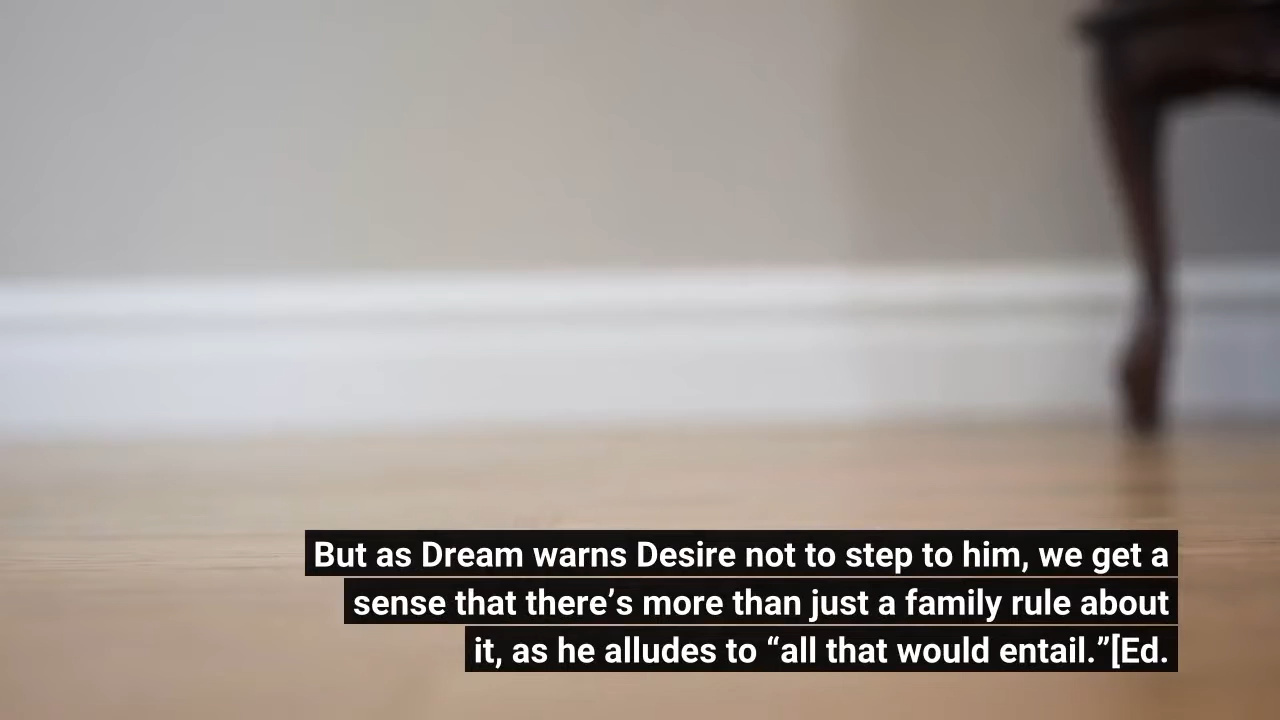 But as Dream warns Desire not to step to him, we get a
sense that there’s more than just a family rule about
it, as he alludes to “all that would entail.”[Ed.